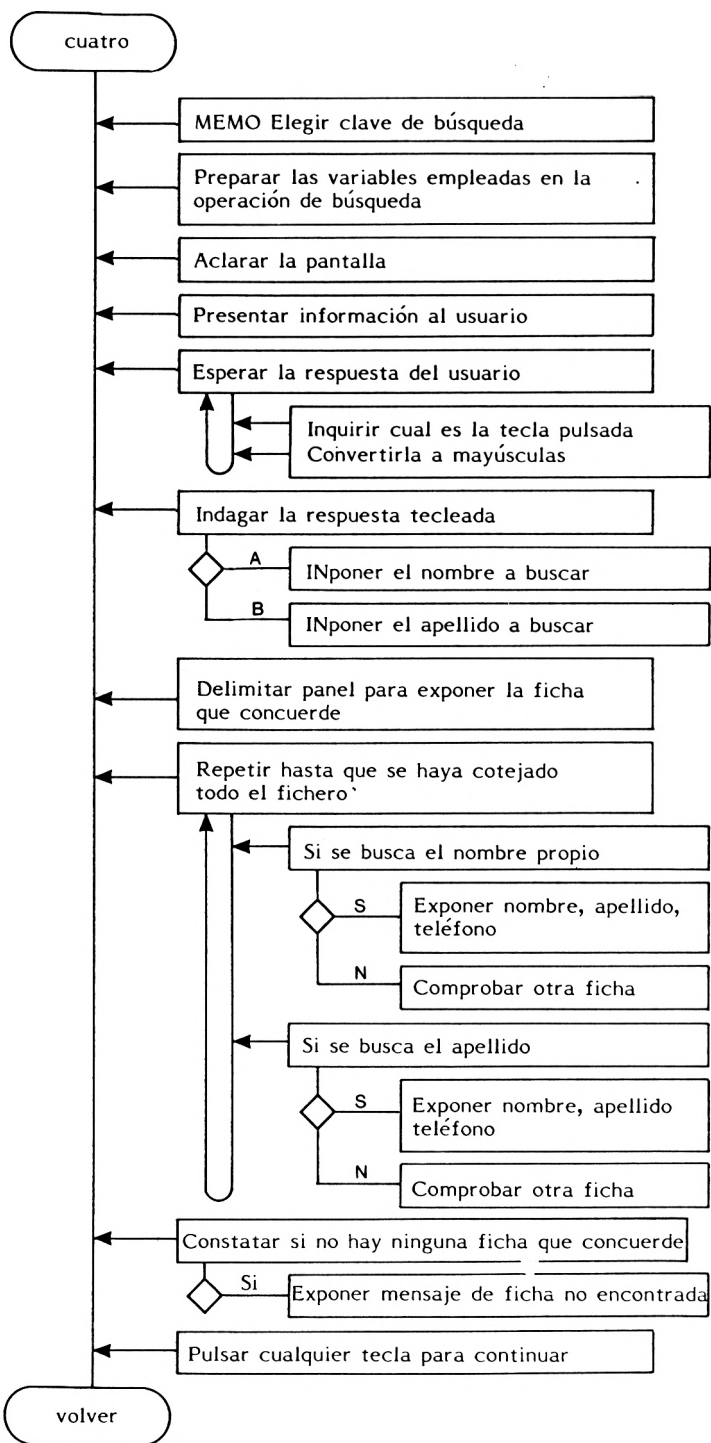 cuatro
MEMO Elegir clave de búsqueda
Preparar las variables empleadas en la
operación de búsqueda
Aclarar la pantalla
Presentar información al usuario
Esperar la respuesta del usuario
Inquirir cual es la tecla pulsada
Convertirla a mayúsculas
Indagar la respuesta tecleada
A
INponer el nombre a buscar
B
INponer el apellido a buscar
Delimitar panel para exponer la ficha
que concuerde
Repetir hasta que se haya cotejado
todo el fichero
Si se busca el nombre propio
S
Exponer nombre, apellido,
teléfono
N
Comprobar otra ficha
Si se busca el apellido
S
Exponer nombre, apellido
teléfono
N
Comprobar otra ficha
Constatar si no hay ninguna ficha que concuerde
Si
Exponer mensaje de ficha no encontrada
Pulsar cualquier tecla para continuar
volver